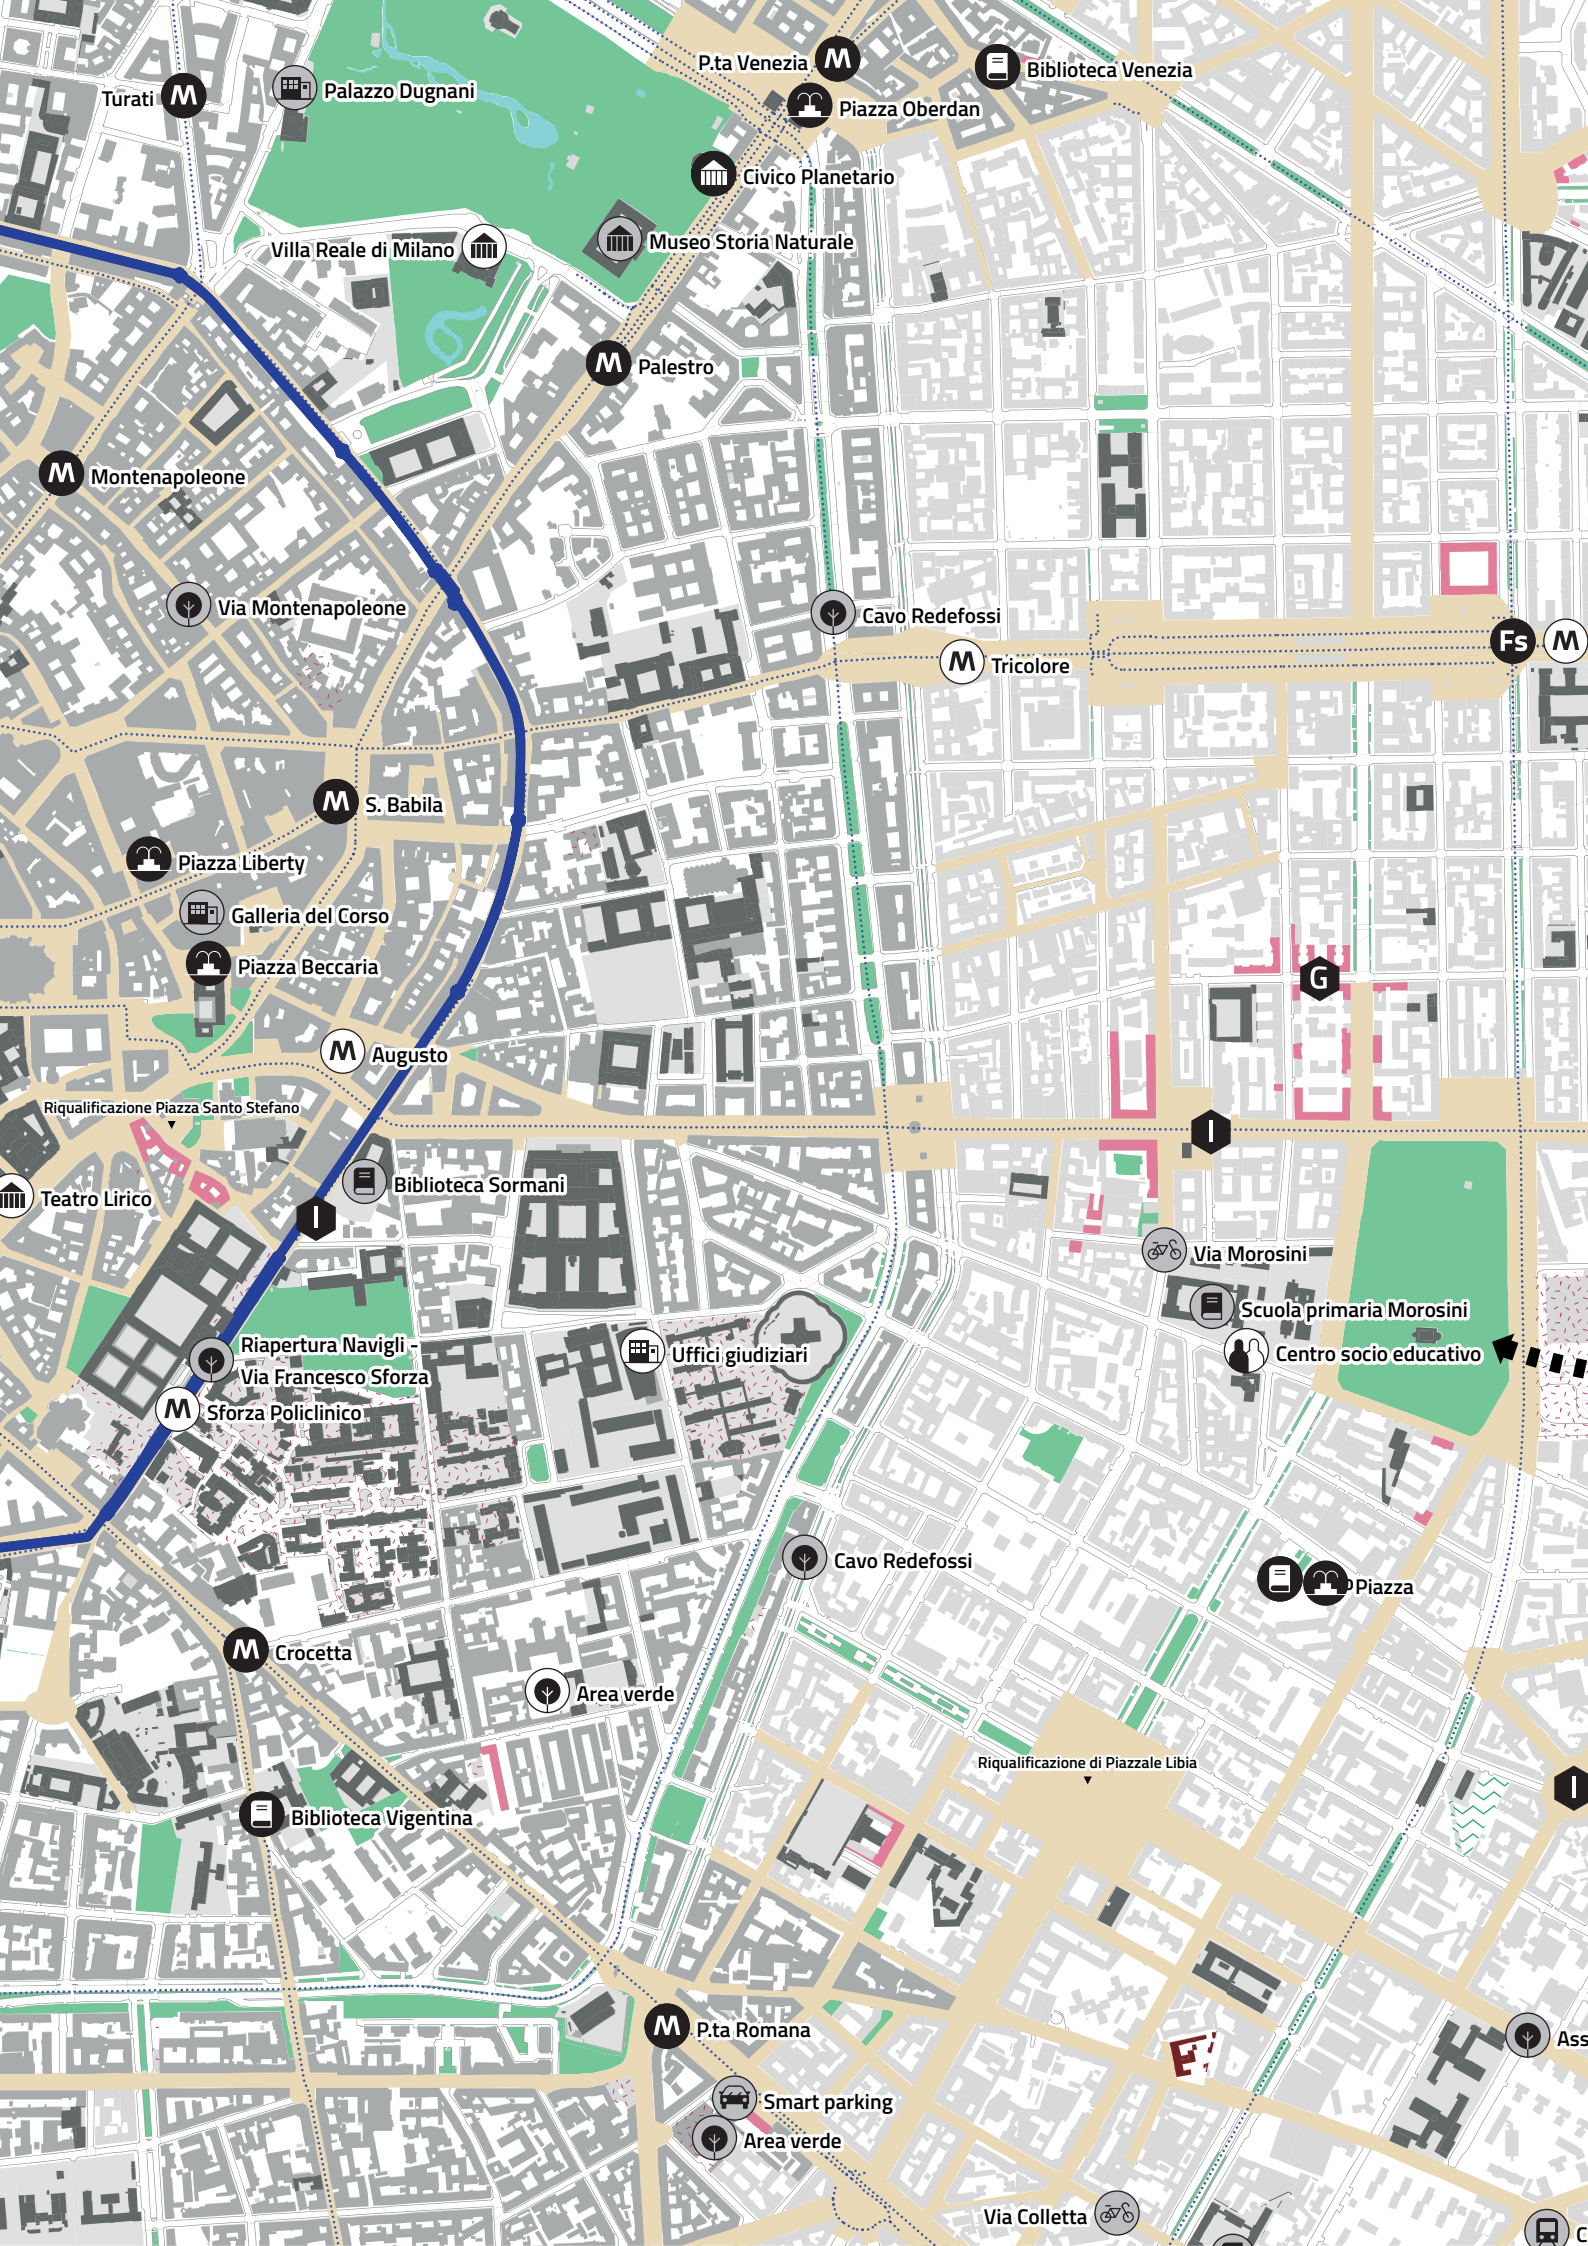 P.ta Venezia
M
Biblioteca Venezia
Turati
M
Palazzo Dugnani
Piazza Oberdan
Civico Planetario
Villa Reale di Milano
Museo Storia Naturale
M
Palestro
M
Montenapoleone
Via Montenapoleone
Cavo Redefossi
M
Tricolore
Fs
M
M
S. Babila
Piazza Liberty
Galleria del Corso
Piazza Beccaria
G
M
Augusto
Riqualificazione Piazza Santo Stefano
I
Teatro Lirico
Biblioteca Sormani
I
Via Morosini
Scuola primaria Morosini
Riapertura Navigli -
Via Francesco Sforza
Uffici giudiziari
Centro socio educativo
M
Sforza Policlinico
Cavo Redefossi
Piazza
M
Crocetta
Area verde
Riqualificazione di Piazzale Libia
I
Biblioteca Vigentina
M
P.ta Romana
Ass
Smart parking
Area verde
Via Colletta
C